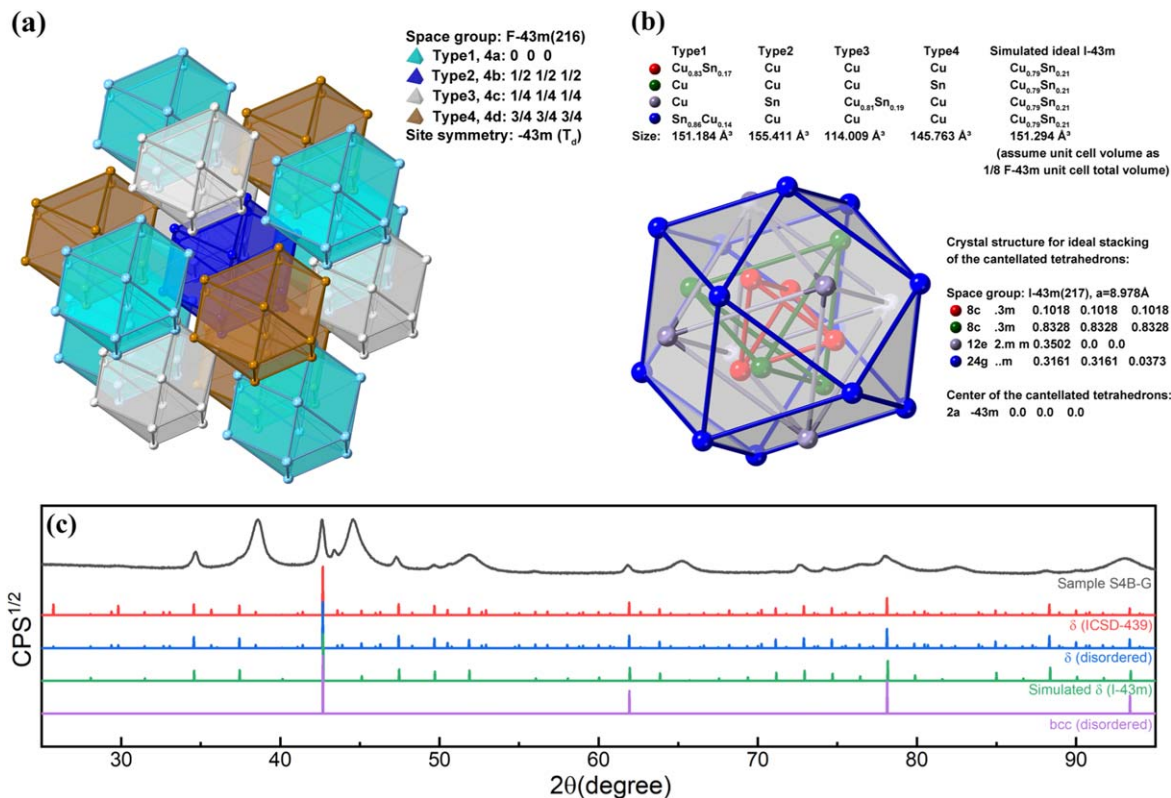 (a)
Space group: F-43m(216)
Type1, 4a: 0 0 0
Type2, 4b: 1/2 1/2 1/2
Type3, 4c: 1/4 1/4 1/4
Type4, 4d: 3/4 3/4 3/4
Site symmetry: -43m (Td)
(b)
Type1 Type2 Type3 Type4 Simulated ideal I-43m
Cu0.83Sn0.17 Cu Cu Cu Cu0.79Sn0.21
Cu Cu Cu Sn Cu0.79Sn0.21
Cu Sn Cu0.81Sn0.19 Cu Cu0.79Sn0.21
Sn0.86Cu0.14 Cu Cu Cu Cu0.79Sn0.21
Size: 151.184 Å³ 155.411 Å³ 114.009 Å³ 145.763 Å³ 151.294 Å³
(assume unit cell volume as
1/8 F-43m unit cell total volume)
Crystal structure for ideal stacking
of the cantellated tetrahedrons:
Space group: I-43m(217), a=8.978Å
8c .3m 0.1018 0.1018 0.1018
8c .3m 0.8328 0.8328 0.8328
12e 2.m m 0.3502 0.0 0.0
24g ..m 0.3161 0.3161 0.0373
Center of the cantellated tetrahedrons:
2a -43m 0.0 0.0 0.0
(c)
CPS1/2
Sample S4B-G
δ (ICSD-439)
δ (disordered)
Simulated δ (I-43m)
bcc (disordered)
30 40 50 60 70 80 90
2θ(degree)